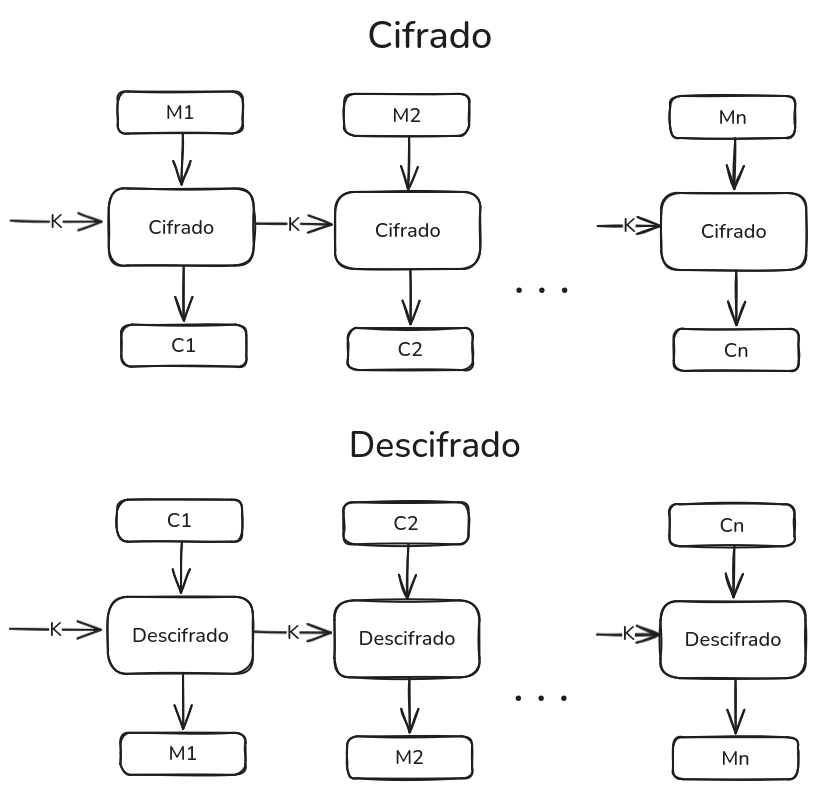 Cifrado
M1
M2
Mn
K
Cifrado
K
Cifrado
K
Cifrado
. . .
C1
C2
Cn
Descifrado
C1
C2
Cn
K
Descifrado
K
Descifrado
K
Descifrado
. . .
M1
M2
Mn